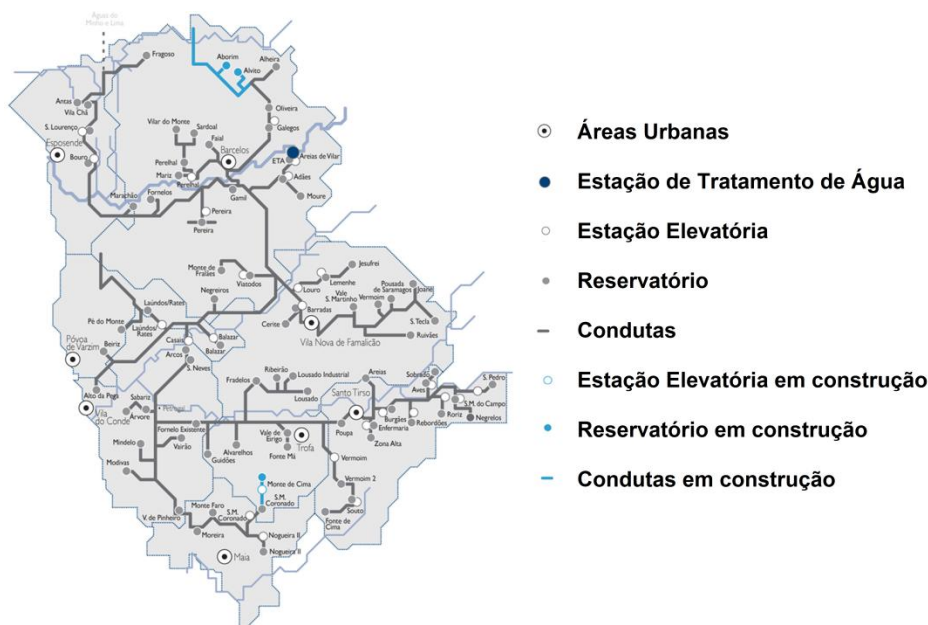 Águas do
Minho e Lima
Fragoso
Aborim
Alvito
Alheira
Antas
Vila Chã
Oliveira
S. Lourenço
Galegos
Vilar do Monte
Sardoal
Faial
Esposende
Bouro
Perelhal
Barcelos
ETA
Areias de Vilar
Mariz
Perelhal
Adães
Marachão
Fornelos
Gamil
Moure
Pereira
Pereira
Monte de
Fralães
Viatodos
Jesufrei
Lemenhe
Louro
Negreiros
Vale
S. Martinho
Vermoim
Pousada
de Saramagos
Joane
Laúndos/Rates
Barradas
Cerite
S. Tecla
Ruivães
Pé do Monte
Laúndos/
Rates
Casais
Balazar
Balazar
Vila Nova de Famalicão
Póvoa
de Varzim
Beiriz
Arcos
S. Neves
Alto da Pega
Vila
do Conde
Sabariz
Árvore
Fradelos
Ribeirão
Lousado Industrial
Lousado
Areias
Sobrado
S. Pedro
Aves
S.M. do Campo
Santo Tirso
Burgães
Roriz
Negrelos
Rebordões
Enfermaria
Poupa
Zona Alta
Fornelo Existente
Mindelo
Vairão
Guidões
Alvarelhos
Vale de
Eirigo
Fonte Má
Trofa
Vermoim
Modivas
Monte de Cima
Vermoim 2
S.M.
Coronado
Souto
Fonte de
Cima
V. de Pinheiro
Monte Faro
S.M.
Coronado
Moreira
Nogueira II
Nogueira II
Maia
Áreas Urbanas
Estação de Tratamento de Água
Estação Elevatória
Reservatório
Condutas
Estação Elevatória em construção
Reservatório em construção
Condutas em construção